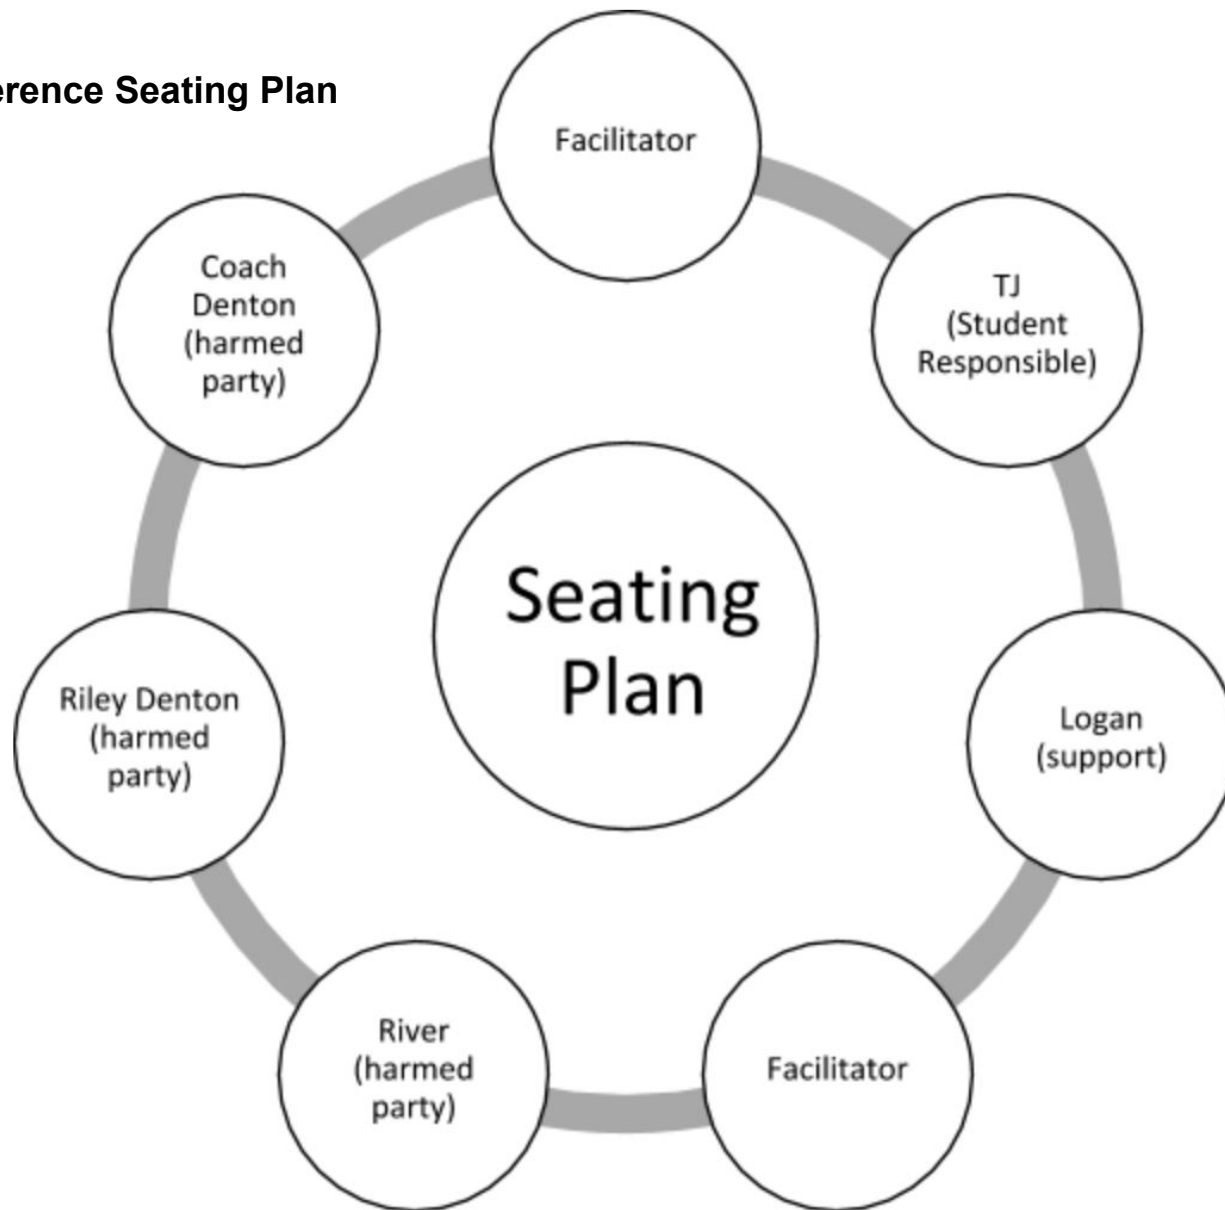 erence Seating Plan
Facilitator
Coach
Denton
(harmed
party)
TJ
(Student
Responsible)
Seating
Plan
Riley Denton
(harmed
party)
Logan
(support)
River
(harmed
party)
Facilitator